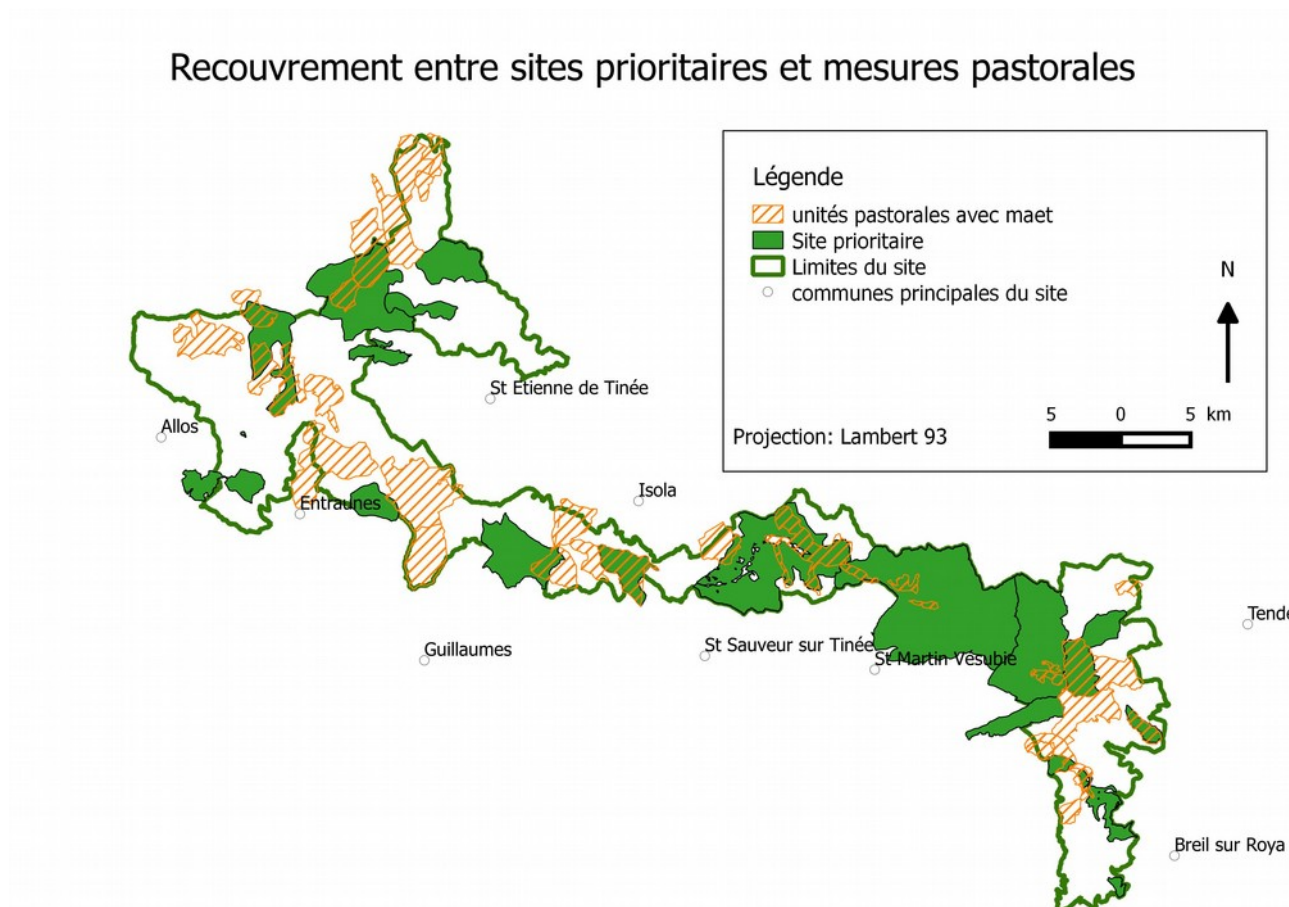 Recouvrement entre sites prioritaires et mesures pastorales
Légende
unités pastorales avec maet
Site prioritaire
Limites du site
communes principales du site
N
5 0 5 km
Projection: Lambert 93
St Etienne de Tinée
Allos
Isola
Entraunes
Tende
Guillaumes
St Sauveur sur Tinée
St Martin Vésubie
Breil sur Roya